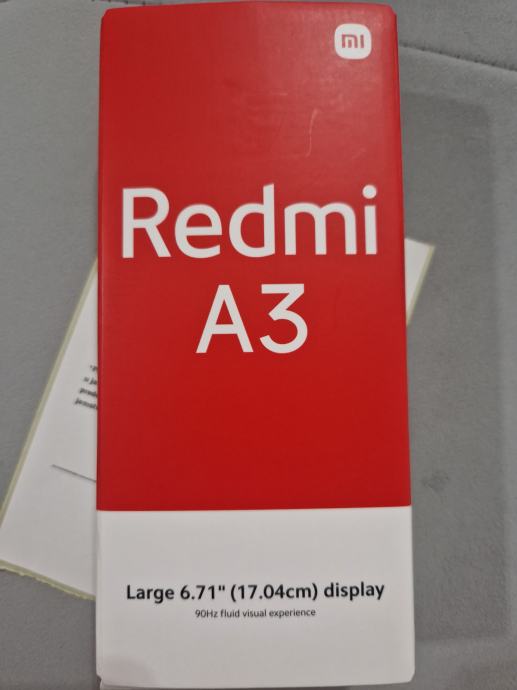 mi
Redmi
A3
Large 6.71" (17.04cm) display
90Hz fluid visual experience